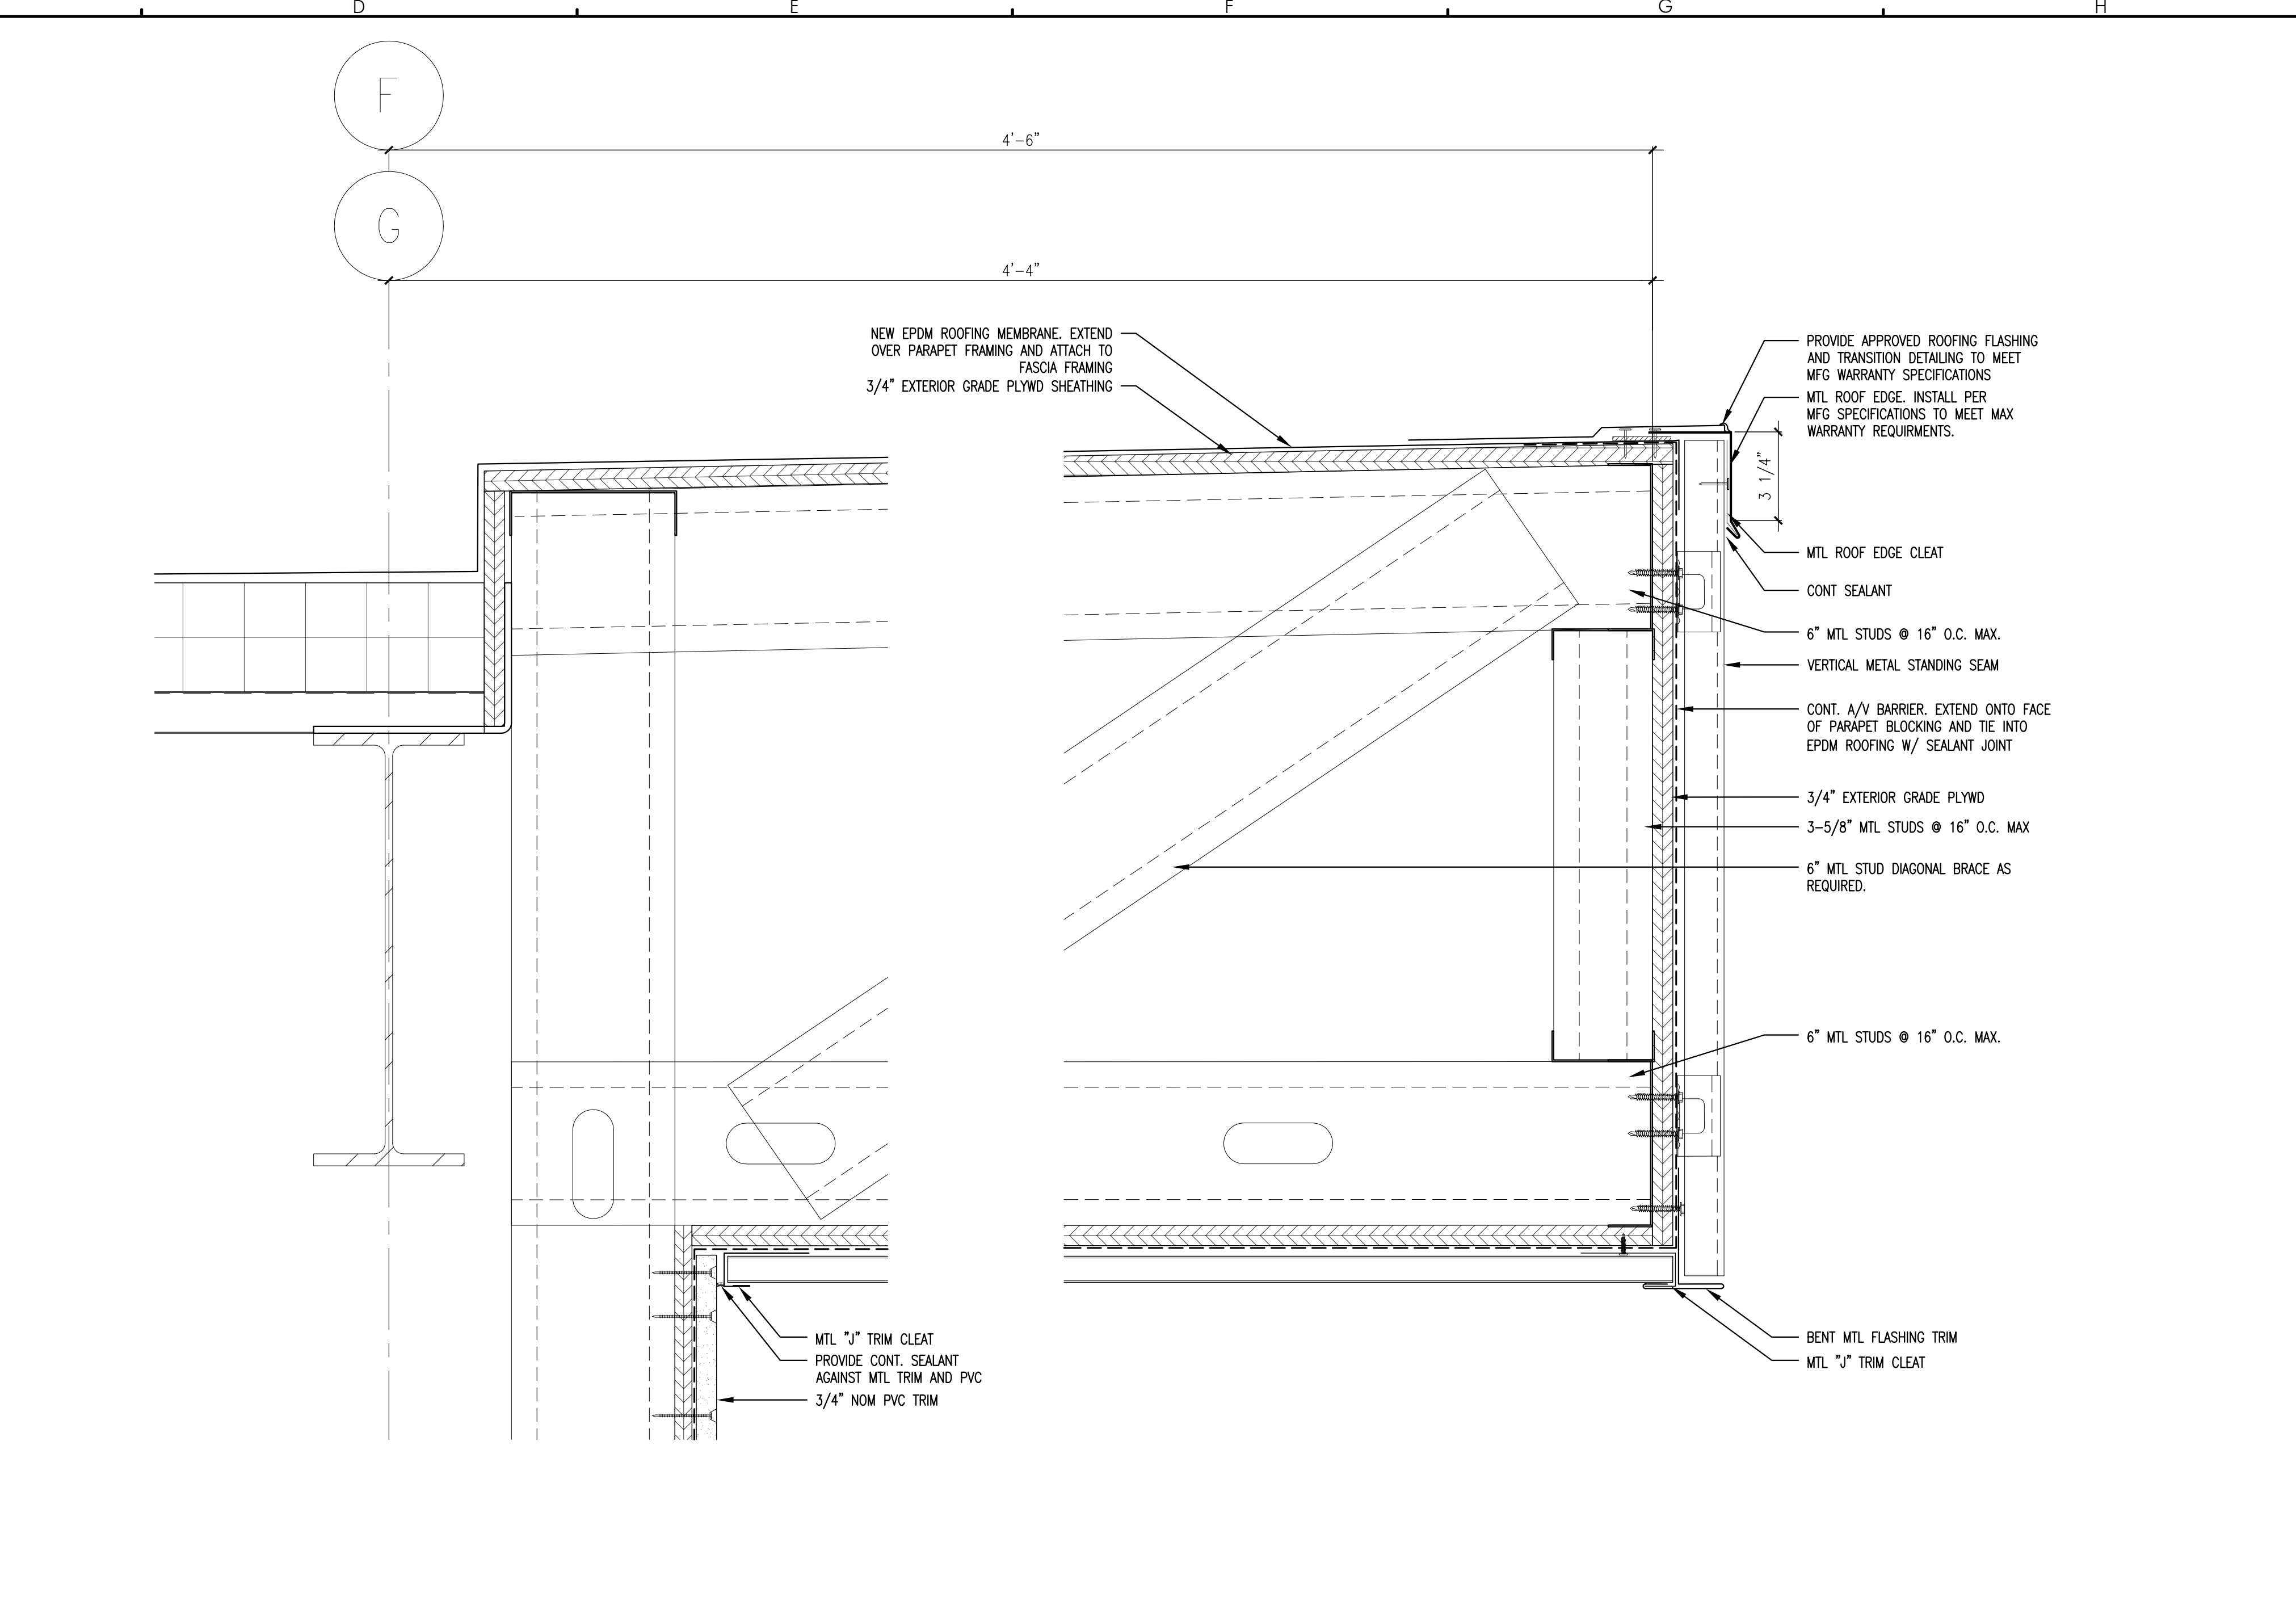 D E F G H
F
4'-6"
G
4'-4"
NEW EPDM ROOFING MEMBRANE. EXTEND
OVER PARAPET FRAMING AND ATTACH TO
FASCIA FRAMING
3/4" EXTERIOR GRADE PLYWD SHEATHING
PROVIDE APPROVED ROOFING FLASHING
AND TRANSITION DETAILING TO MEET
MFG WARRANTY SPECIFICATIONS
MTL ROOF EDGE. INSTALL PER
MFG SPECIFICATIONS TO MEET MAX
WARRANTY REQUIRMENTS.
3 1/4"
MTL ROOF EDGE CLEAT
CONT SEALANT
6" MTL STUDS @ 16" O.C. MAX.
VERTICAL METAL STANDING SEAM
CONT. A/V BARRIER. EXTEND ONTO FACE
OF PARAPET BLOCKING AND TIE INTO
EPDM ROOFING W/ SEALANT JOINT
3/4" EXTERIOR GRADE PLYWD
3-5/8" MTL STUDS @ 16" O.C. MAX
6" MTL STUD DIAGONAL BRACE AS
REQUIRED.
6" MTL STUDS @ 16" O.C. MAX.
MTL "J" TRIM CLEAT
PROVIDE CONT. SEALANT
AGAINST MTL TRIM AND PVC
3/4" NOM PVC TRIM
BENT MTL FLASHING TRIM
MTL "J" TRIM CLEAT